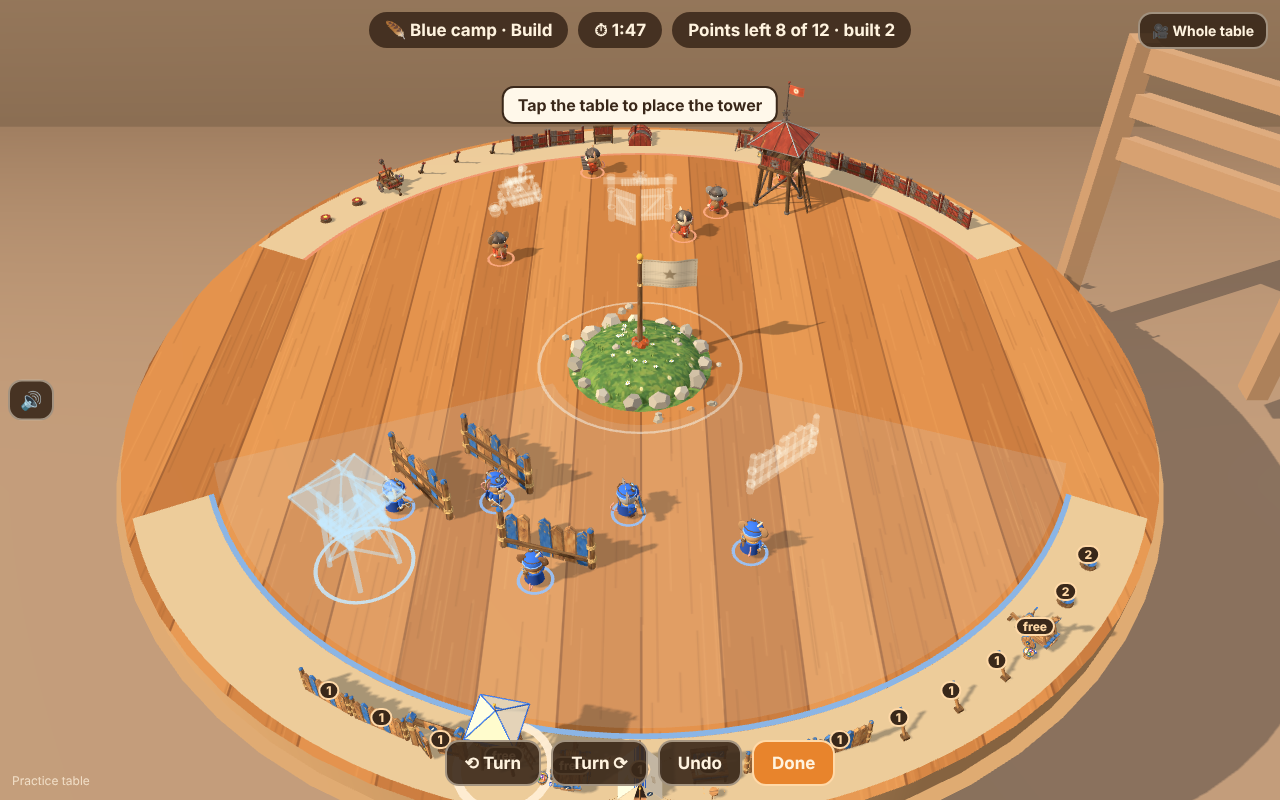 Blue camp · Build
1:47
Points left 8 of 12 · built 2
Whole table
Tap the table to place the tower
2
2
free
1
1
1
1
1
1
1
⟲ Turn
Turn ⟳
Undo
Done
Practice table